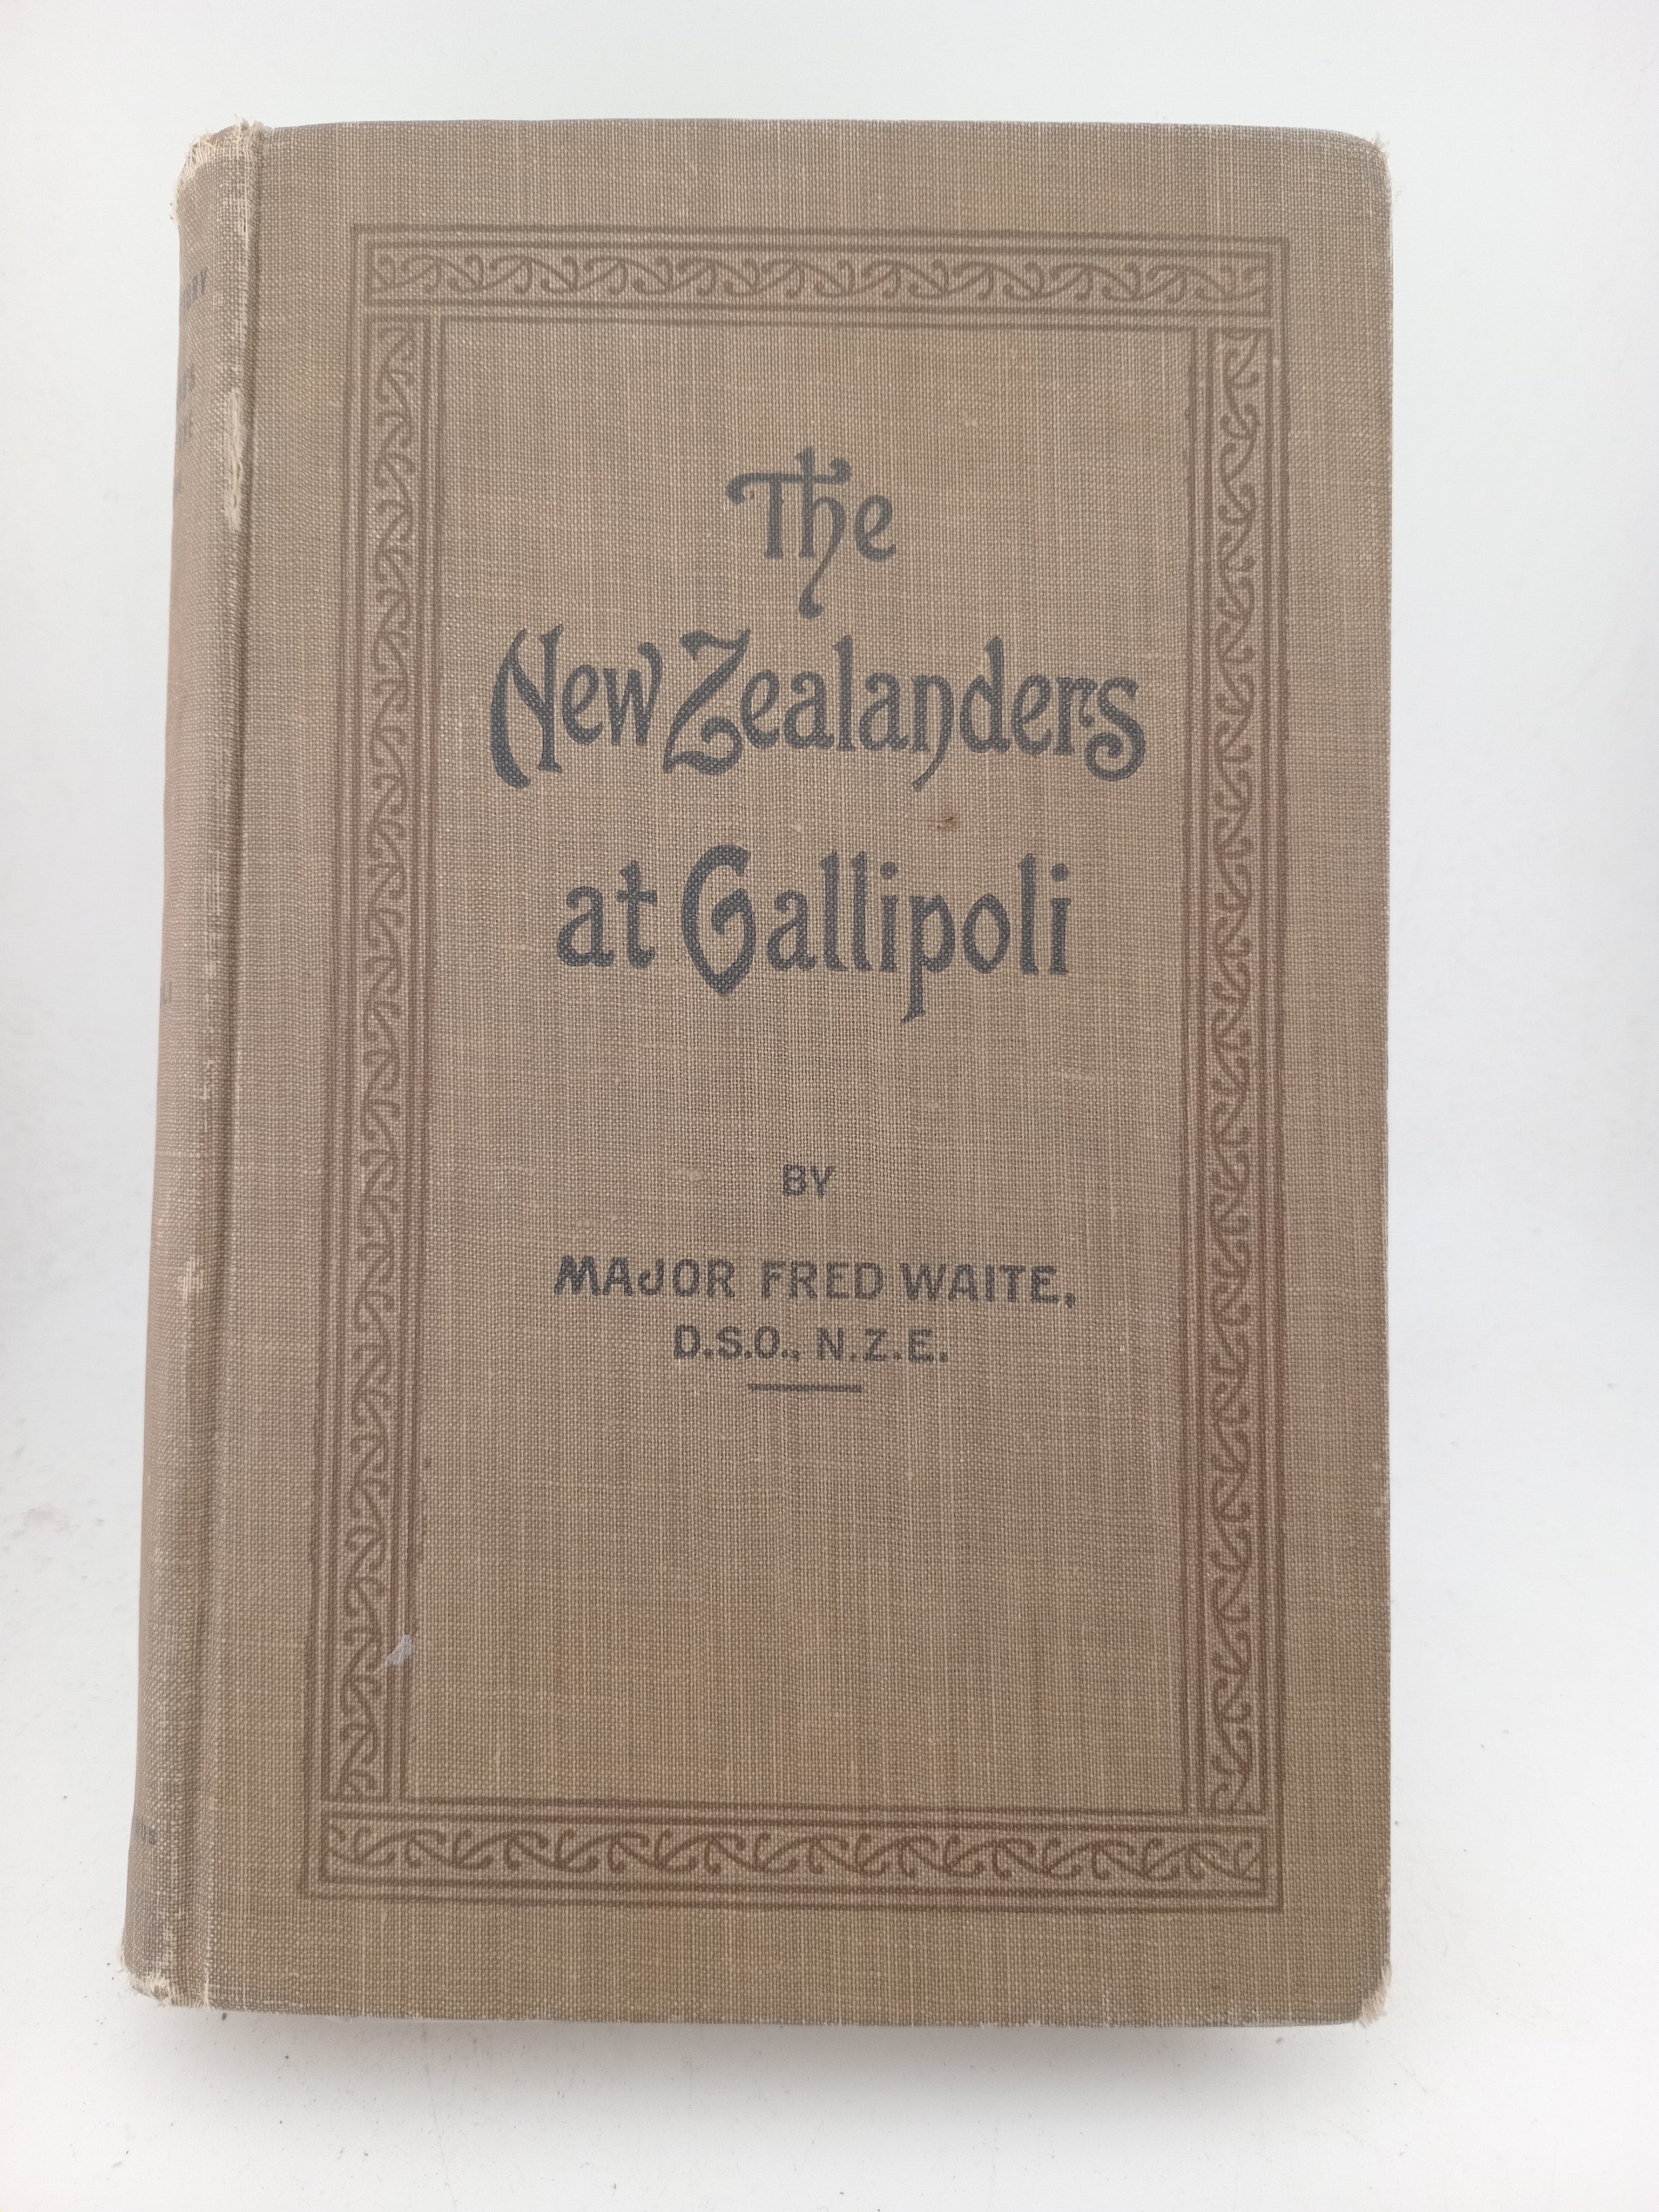 The
New Zealanders
at Gallipoli
BY
MAJOR FRED WAITE,
D.S.O., N.Z.E.